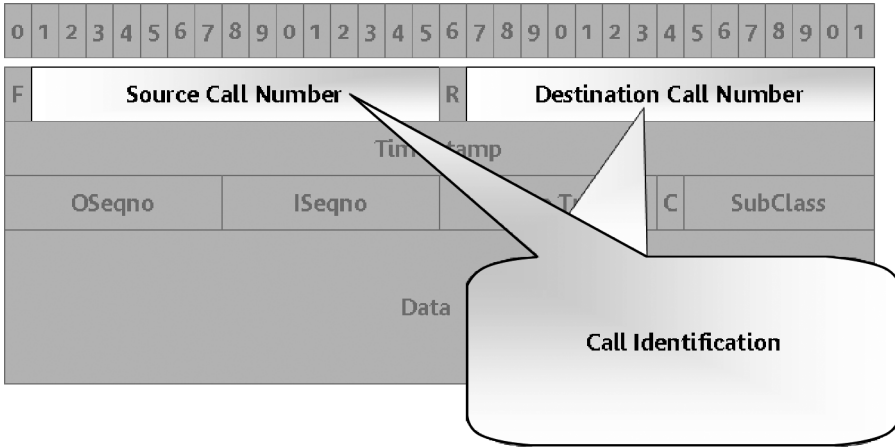 0 1 2 3 4 5 6 7 8 9 0 1 2 3 4 5 6 7 8 9 0 1 2 3 4 5 6 7 8 9 0 1
F Source Call Number R Destination Call Number
OSeqno ISeqno C SubClass
Data
Call Identification